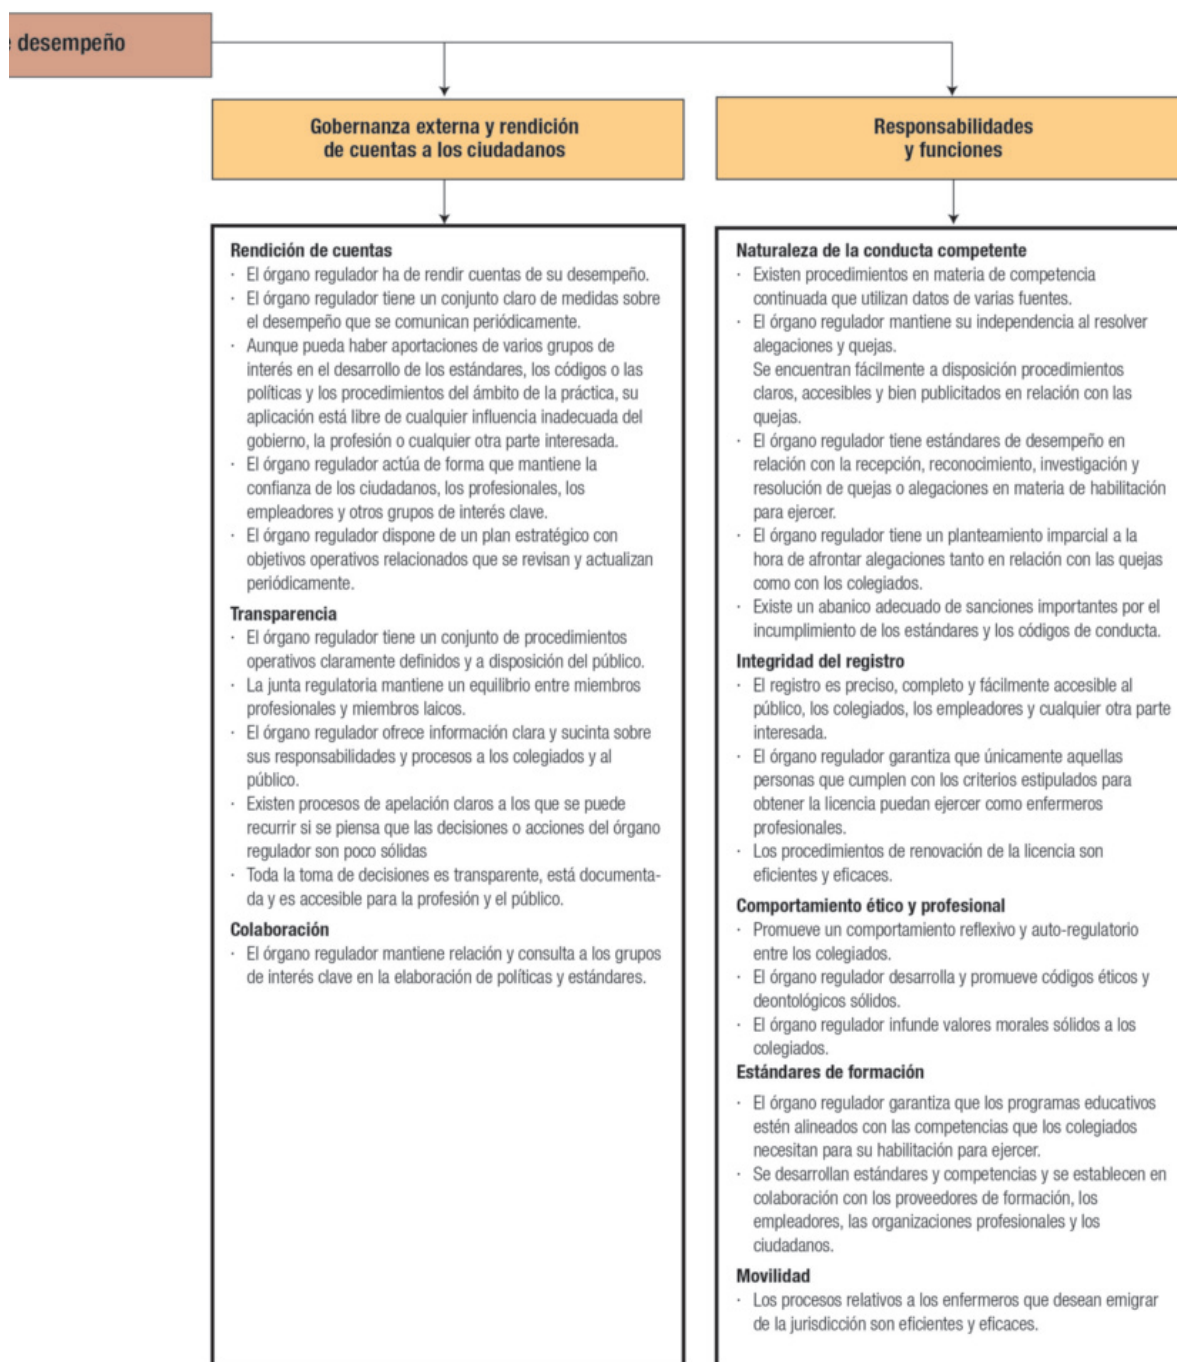 desempeño
Gobernanza externa y rendición
de cuentas a los ciudadanos
Responsabilidades
y funciones
Rendición de cuentas
· El órgano regulador ha de rendir cuentas de su desempeño.
· El órgano regulador tiene un conjunto claro de medidas sobre
el desempeño que se comunican periódicamente.
· Aunque pueda haber aportaciones de varios grupos de
interés en el desarrollo de los estándares, los códigos o las
políticas y los procedimientos del ámbito de la práctica, su
aplicación está libre de cualquier influencia inadecuada del
gobierno, la profesión o cualquier otra parte interesada.
· El órgano regulador actúa de forma que mantiene la
confianza de los ciudadanos, los profesionales, los
empleadores y otros grupos de interés clave.
· El órgano regulador dispone de un plan estratégico con
objetivos operativos relacionados que se revisan y actualizan
periódicamente.
Transparencia
· El órgano regulador tiene un conjunto de procedimientos
operativos claramente definidos y a disposición del público.
· La junta regulatoria mantiene un equilibrio entre miembros
profesionales y miembros laicos.
· El órgano regulador ofrece información clara y sucinta sobre
sus responsabilidades y procesos a los colegiados y al
público.
· Existen procesos de apelación claros a los que se puede
recurrir si se piensa que las decisiones o acciones del órgano
regulador son poco sólidas
· Toda la toma de decisiones es transparente, está documenta-
da y es accesible para la profesión y el público.
Colaboración
· El órgano regulador mantiene relación y consulta a los grupos
de interés clave en la elaboración de políticas y estándares.
Naturaleza de la conducta competente
· Existen procedimientos en materia de competencia
continuada que utilizan datos de varias fuentes.
· El órgano regulador mantiene su independencia al resolver
alegaciones y quejas.
Se encuentran fácilmente a disposición procedimientos
claros, accesibles y bien publicitados en relación con las
quejas.
· El órgano regulador tiene estándares de desempeño en
relación con la recepción, reconocimiento, investigación y
resolución de quejas o alegaciones en materia de habilitación
para ejercer.
· El órgano regulador tiene un planteamiento imparcial a la
hora de afrontar alegaciones tanto en relación con las quejas
como con los colegiados.
· Existe un abanico adecuado de sanciones importantes por el
incumplimiento de los estándares y los códigos de conducta.
Integridad del registro
· El registro es preciso, completo y fácilmente accesible al
público, los colegiados, los empleadores y cualquier otra parte
interesada.
· El órgano regulador garantiza que únicamente aquellas
personas que cumplen con los criterios estipulados para
obtener la licencia puedan ejercer como enfermeros
profesionales.
· Los procedimientos de renovación de la licencia son
eficientes y eficaces.
Comportamiento ético y profesional
· Promueve un comportamiento reflexivo y auto-regulatorio
entre los colegiados.
· El órgano regulador desarrolla y promueve códigos éticos y
deontológicos sólidos.
· El órgano regulador infunde valores morales sólidos a los
colegiados.
Estándares de formación
· El órgano regulador garantiza que los programas educativos
estén alineados con las competencias que los colegiados
necesitan para su habilitación para ejercer.
· Se desarrollan estándares y competencias y se establecen en
colaboración con los proveedores de formación, los
empleadores, las organizaciones profesionales y los
ciudadanos.
Movilidad
· Los procesos relativos a los enfermeros que desean emigrar
de la jurisdicción son eficientes y eficaces.